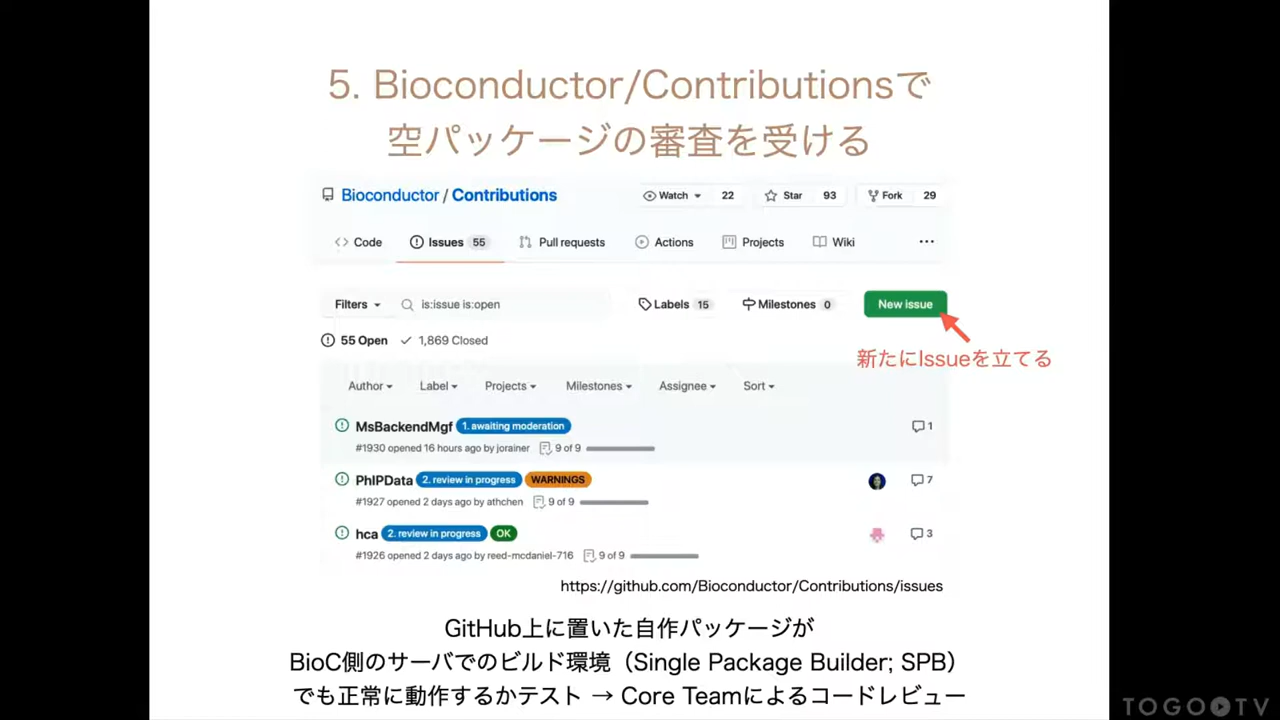 5. Bioconductor/Contributionsで
空パッケージの審査を受ける
Bioconductor / Contributions Watch 22 Star 93 Fork 29
Code Issues 55 Pull requests Actions Projects Wiki ...
Filters is:issue is:open Labels 15 Milestones 0 New issue
新たにIssueを立てる
55 Open 1,869 Closed
Author Label Projects Milestones Assignee Sort
MsBackendMgf 1. awaiting moderation 1
#1930 opened 16 hours ago by jorainer 9 of 9
PhIPData 2. review in progress WARNINGS 7
#1927 opened 2 days ago by athchen 9 of 9
hca 2. review in progress OK 3
#1926 opened 2 days ago by reed-mcdaniel-716 9 of 9
https://github.com/Bioconductor/Contributions/issues
GitHub上に置いた自作パッケージが
BioC側のサーバでのビルド環境（Single Package Builder; SPB）
でも正常に動作するかテスト → Core Teamによるコードレビュー
TOGOTV